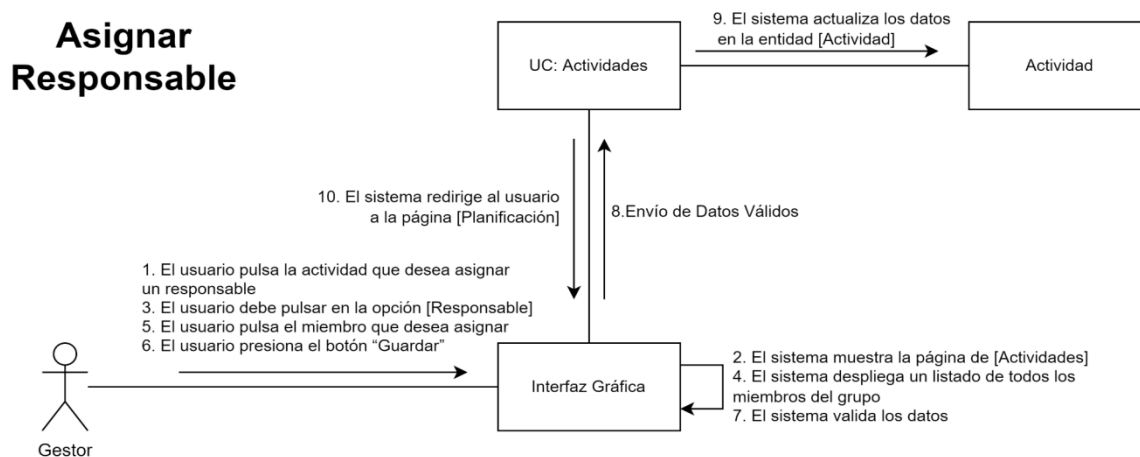 Asignar
Responsable
9. El sistema actualiza los datos
en la entidad [Actividad]
UC: Actividades
Actividad
10. El sistema redirige al usuario
a la página [Planificación]
8.Envío de Datos Válidos
1. El usuario pulsa la actividad que desea asignar
un responsable
3. El usuario debe pulsar en la opción [Responsable]
5. El usuario pulsa el miembro que desea asignar
6. El usuario presiona el botón “Guardar”
Interfaz Gráfica
2. El sistema muestra la página de [Actividades]
4. El sistema despliega un listado de todos los
miembros del grupo
7. El sistema valida los datos
Gestor